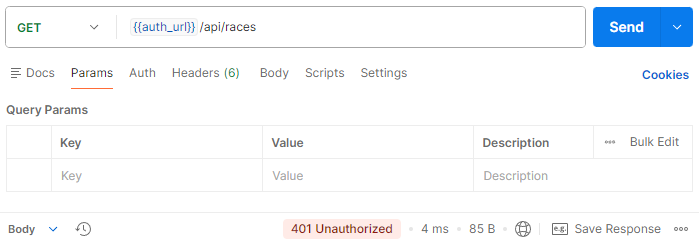 GET {{auth_url}} /api/races Send
Docs Params Auth Headers (6) Body Scripts Settings Cookies
Query Params
Key Value Description Bulk Edit
Key Value Description
Body 401 Unauthorized 4 ms 85 B e.g. Save Response